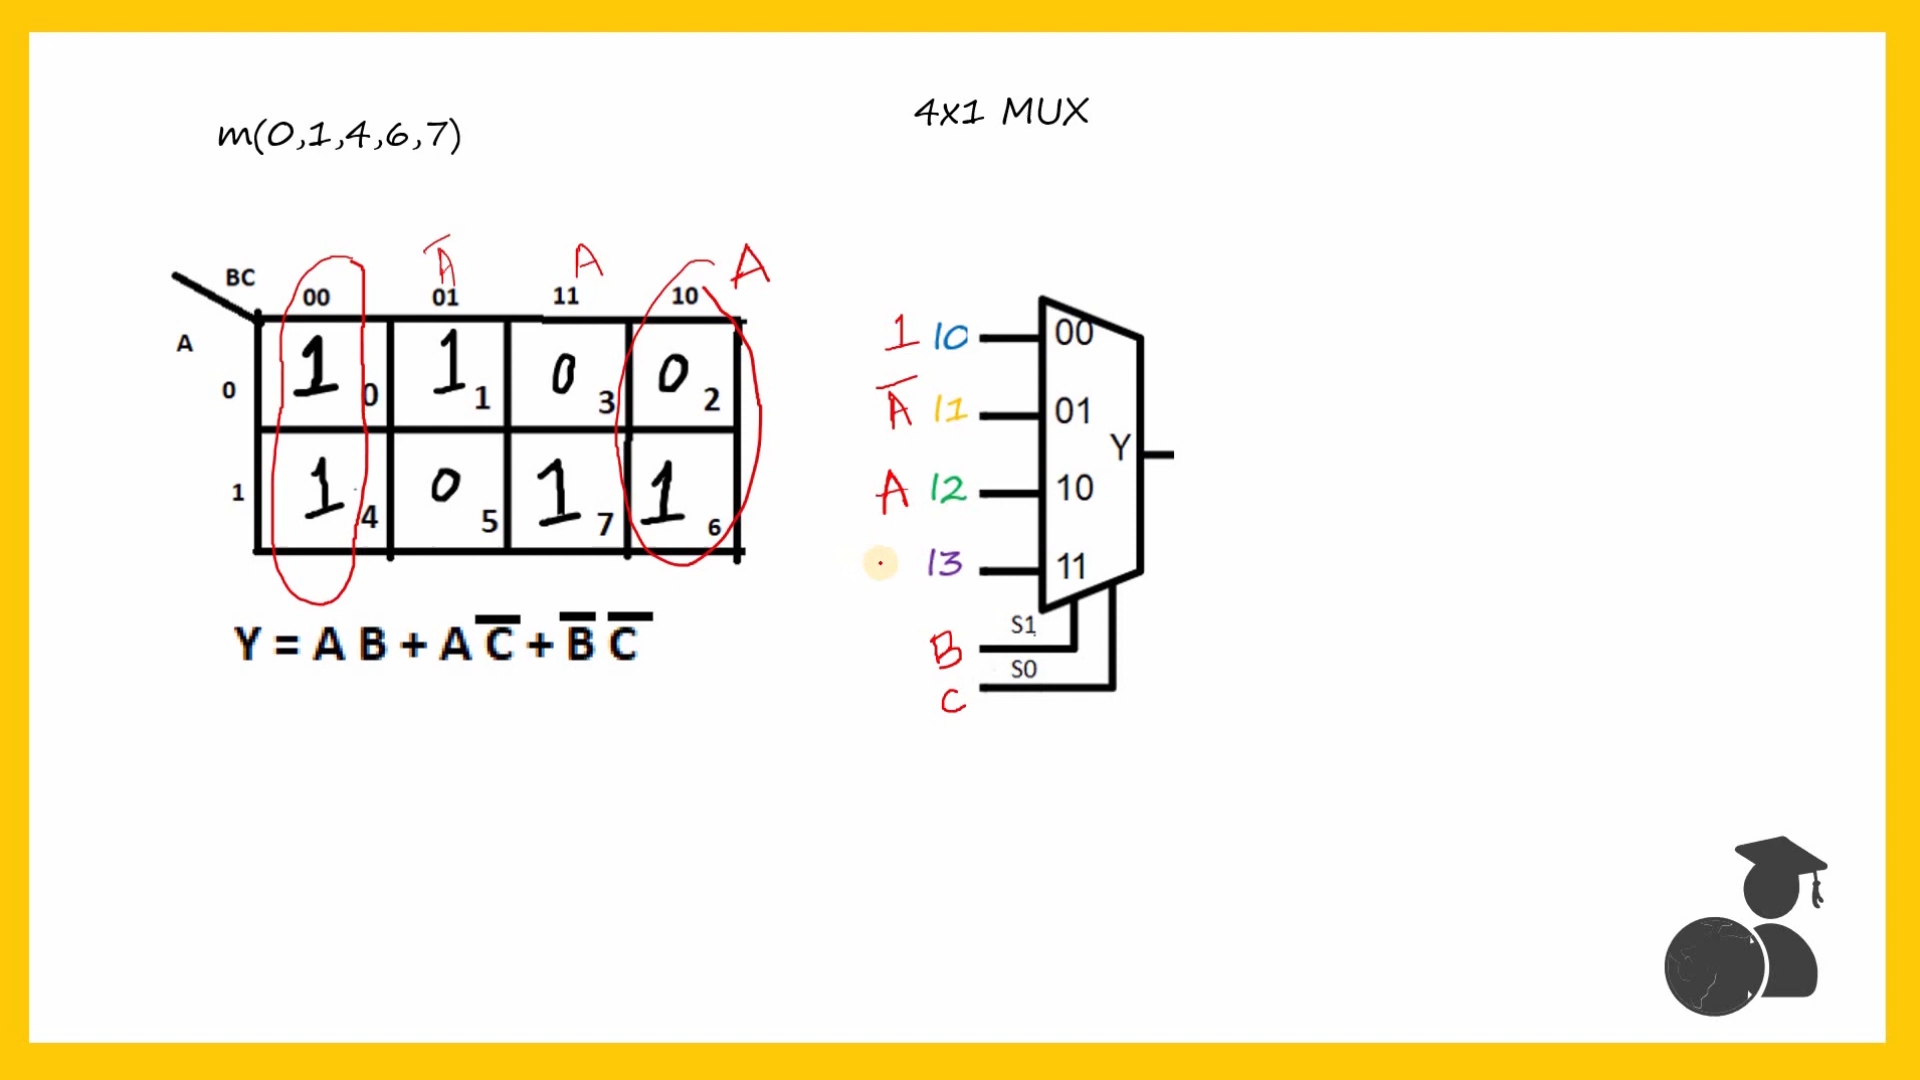 4x1 MUX
m(0,1,4,6,7)
A̅ A A
BC 00 01 11 10
A
0 1 0 1 1 0 3 0 2
1 1 4 0 5 1 7 1 6
Y = A B + A C̅ + B̅ C̅
1 I0 00
A̅ I1 01
Y
A I2 10
I3 11
B S1
C S0